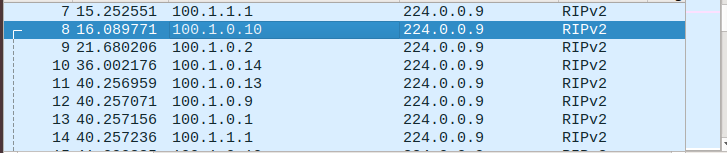 7 15.252551 100.1.1.1 224.0.0.9 RIPv2
8 16.089771 100.1.0.10 224.0.0.9 RIPv2
9 21.680206 100.1.0.2 224.0.0.9 RIPv2
10 36.002176 100.1.0.14 224.0.0.9 RIPv2
11 40.256959 100.1.0.13 224.0.0.9 RIPv2
12 40.257071 100.1.0.9 224.0.0.9 RIPv2
13 40.257156 100.1.0.1 224.0.0.9 RIPv2
14 40.257236 100.1.1.1 224.0.0.9 RIPv2